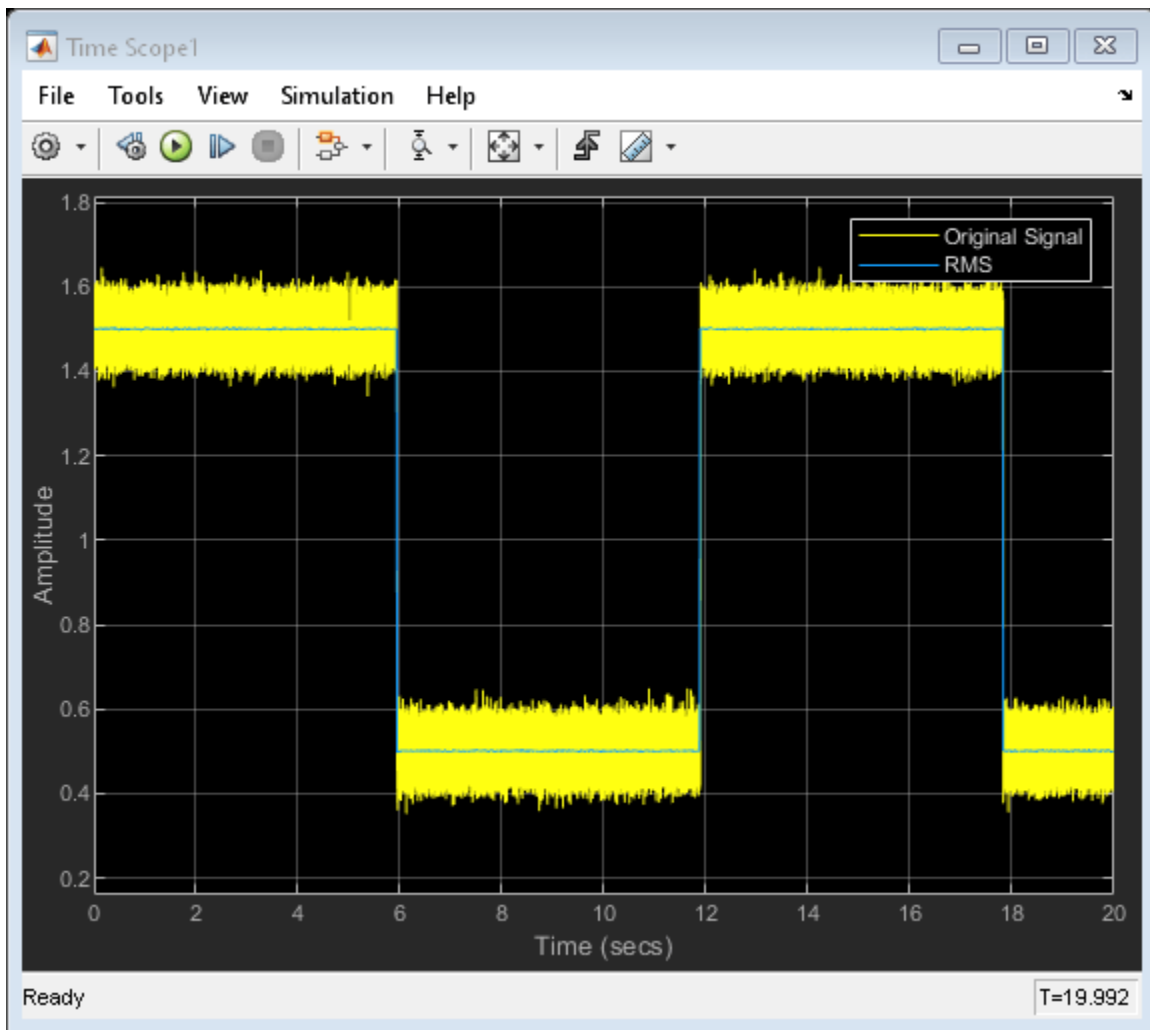 Time Scope1
File Tools View Simulation Help
Original Signal
RMS
1.8
1.6
1.4
1.2
1
0.8
0.6
0.4
0.2
Amplitude
0 2 4 6 8 10 12 14 16 18 20
Time (secs)
Ready T=19.992